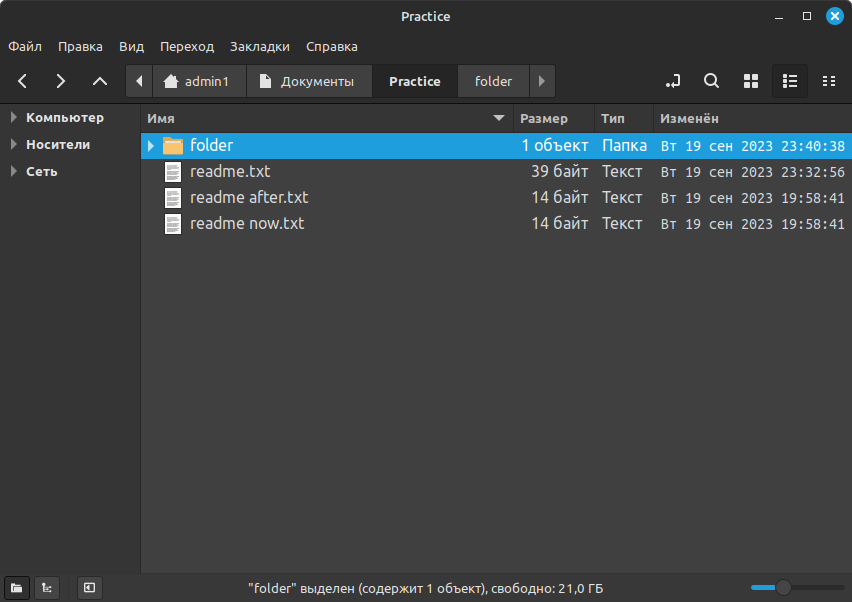 Practice
Файл Правка Вид Переход Закладки Справка
admin1 Документы Practice folder
Компьютер
Носители
Сеть
Имя Размер Тип Изменён
folder 1 объект Папка Вт 19 сен 2023 23:40:38
readme.txt 39 байт Текст Вт 19 сен 2023 23:32:56
readme after.txt 14 байт Текст Вт 19 сен 2023 19:58:41
readme now.txt 14 байт Текст Вт 19 сен 2023 19:58:41
"folder" выделен (содержит 1 объект), свободно: 21,0 ГБ